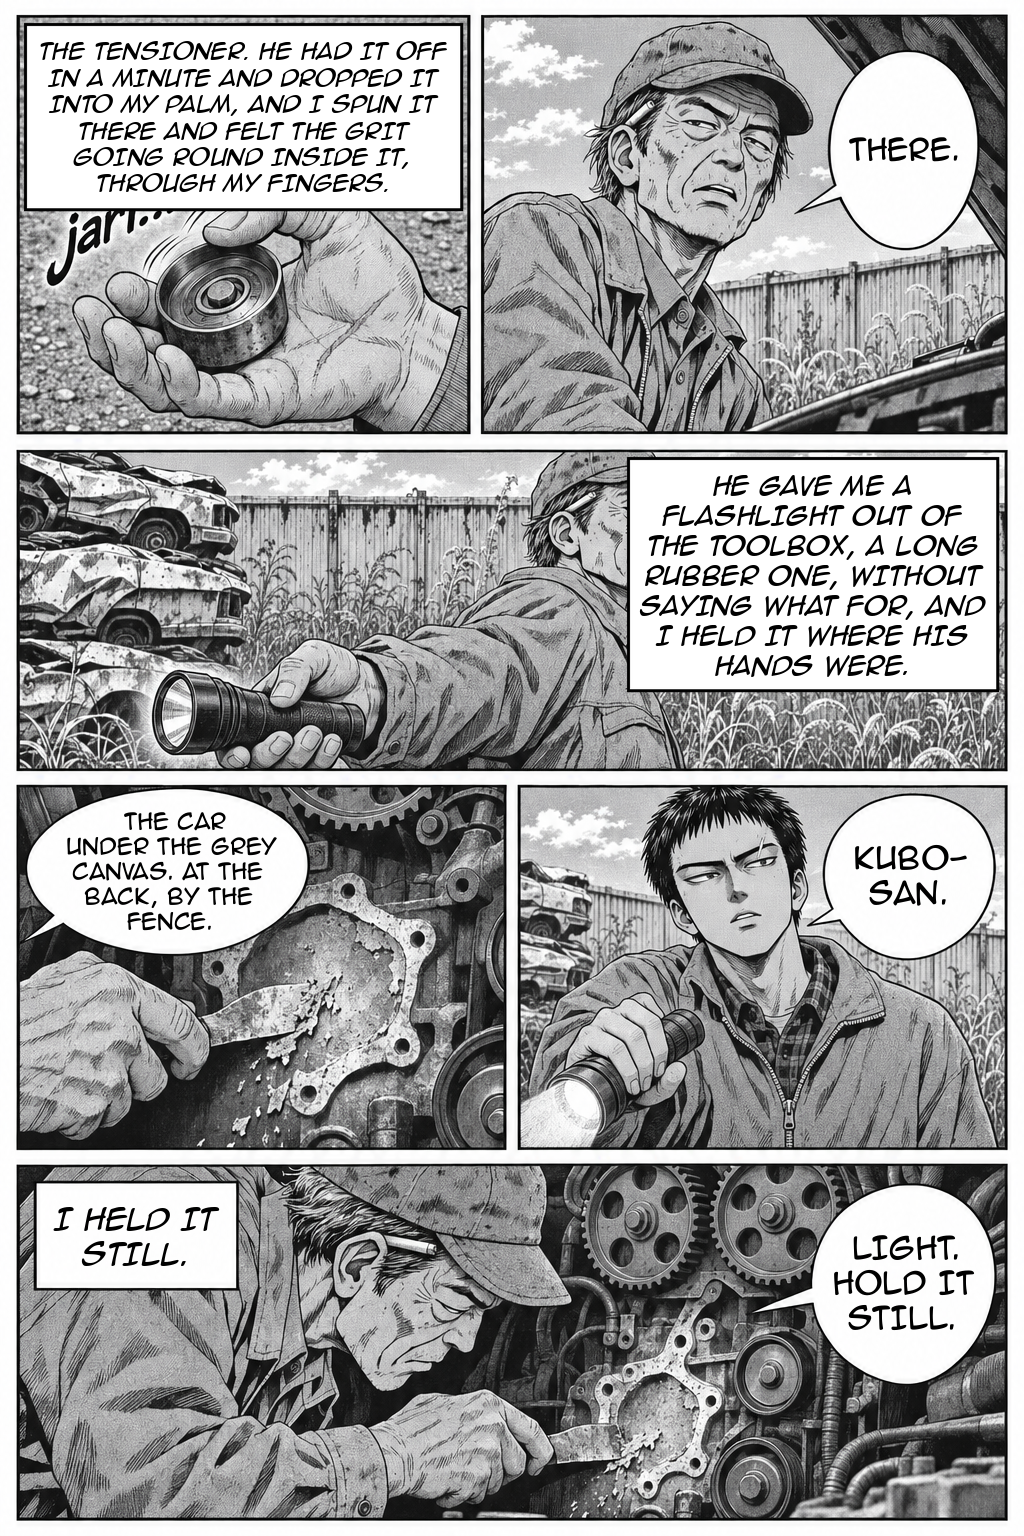 THE TENSIONER. HE HAD IT OFF
IN A MINUTE AND DROPPED IT
INTO MY PALM, AND I SPUN IT
THERE AND FELT THE GRIT
GOING ROUND INSIDE IT,
THROUGH MY FINGERS.
THERE.
HE GAVE ME A
FLASHLIGHT OUT OF
THE TOOLBOX, A LONG
RUBBER ONE, WITHOUT
SAYING WHAT FOR, AND
I HELD IT WHERE HIS
HANDS WERE.
THE CAR
UNDER THE GREY
CANVAS. AT THE
BACK, BY THE
FENCE.
KUBO-
SAN.
I HELD IT
STILL.
LIGHT.
HOLD IT
STILL.